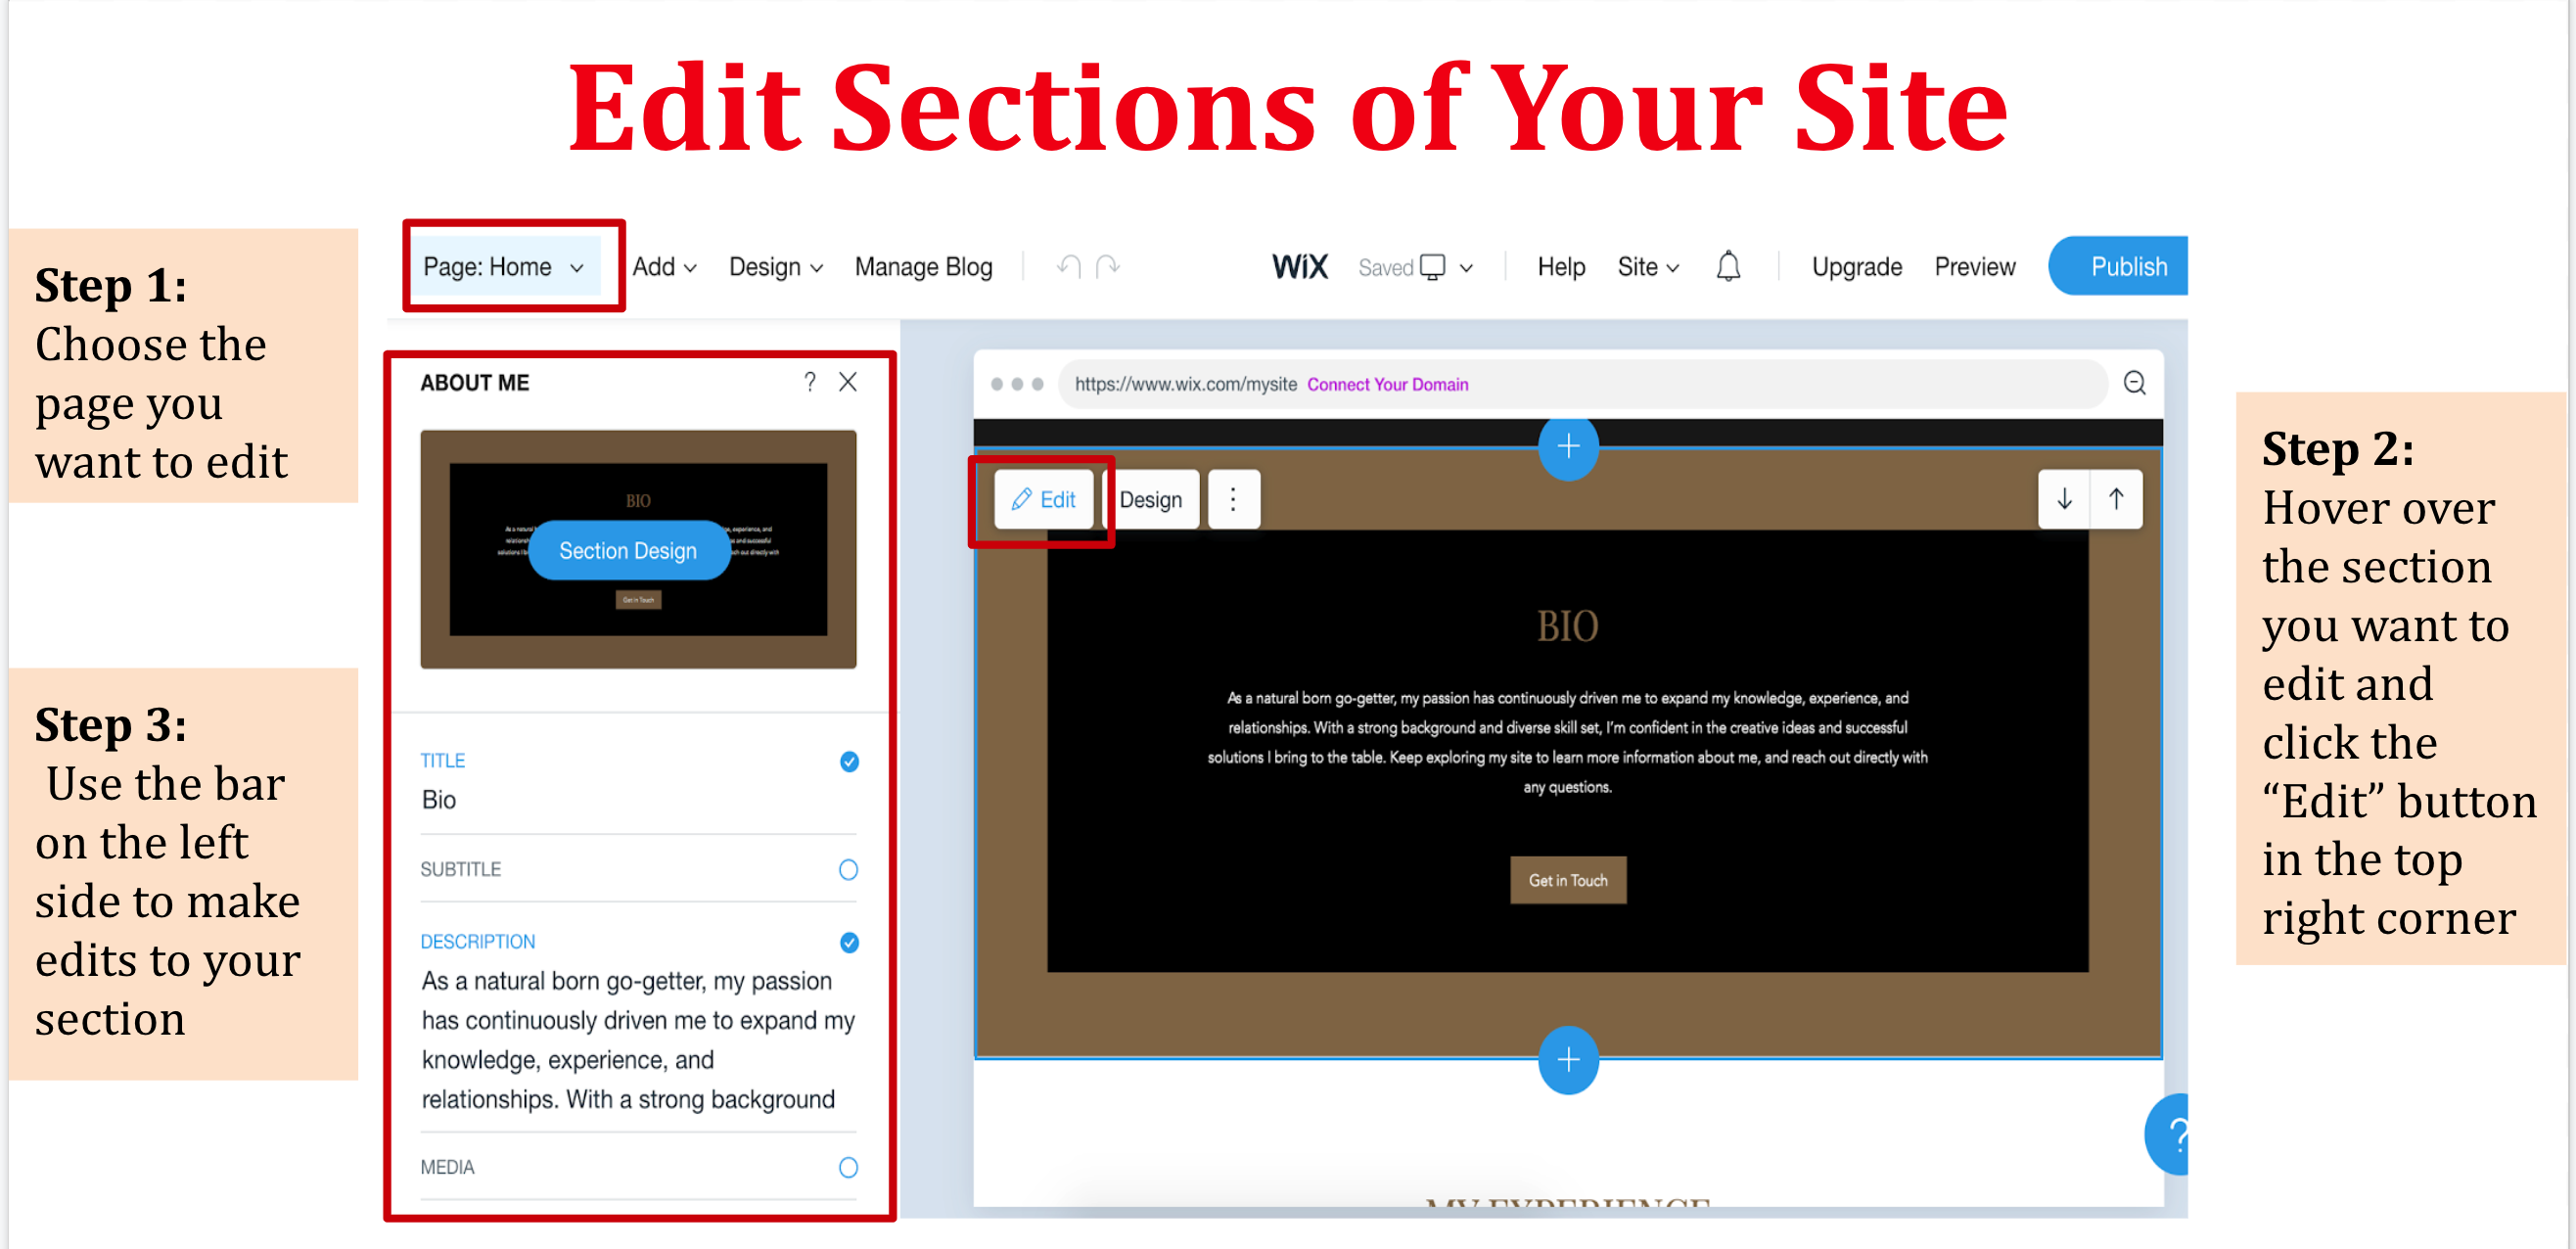 Edit Sections of Your Site
Step 1:
Choose the
page you
want to edit
Step 3:
Use the bar
on the left
side to make
edits to your
section
Page: Home
Add
Design
Manage Blog
WiX
Saved
Help
Site
Upgrade
Preview
Publish
ABOUT ME
?
BIO
Section Design
Get in Touch
TITLE
Bio
SUBTITLE
DESCRIPTION
As a natural born go-getter, my passion
has continuously driven me to expand my
knowledge, experience, and
relationships. With a strong background
MEDIA
https://www.wix.com/mysite Connect Your Domain
Edit
Design
BIO
As a natural born go-getter, my passion has continuously driven me to expand my knowledge, experience, and
relationships. With a strong background and diverse skill set, I'm confident in the creative ideas and successful
solutions I bring to the table. Keep exploring my site to learn more information about me, and reach out directly with
any questions.
Get in Touch
MY EXPERIENCE
?
Step 2:
Hover over
the section
you want to
edit and
click the
“Edit” button
in the top
right corner